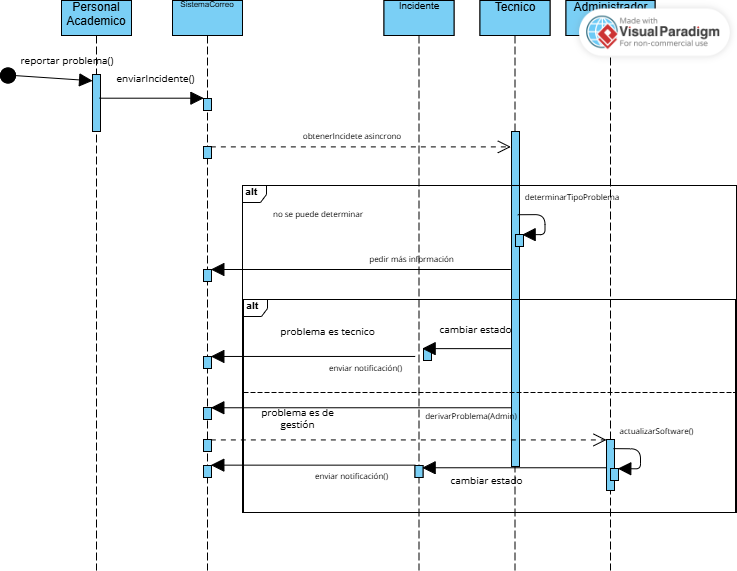 Personal
Academico
SistemaCorreo
Incidente
Tecnico
Administrador
Made with
Visual Paradigm
For non-commercial use
reportar problema()
enviarIncidente()
obtenerIncidete asincrono
alt
determinarTipoProblema
no se puede determinar
pedir más información
alt
problema es tecnico
cambiar estado
enviar notificación()
problema es de
gestión
derivarProblema(Admin)
actualizarSoftware()
enviar notificación()
cambiar estado